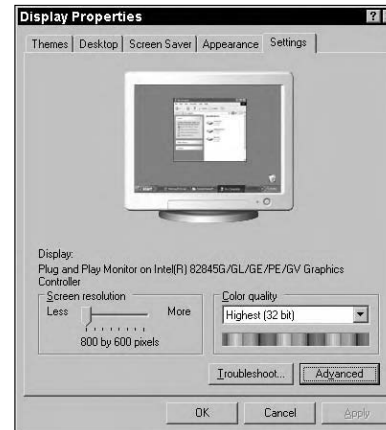 Display Properties
?
Themes Desktop Screen Saver Appearance Settings
Display:
Plug and Play Monitor on Intel(R) 82845G/GL/GE/PE/GV Graphics
Controller
Screen resolution
Less More
800 by 600 pixels
Color quality
Highest (32 bit)
Troubleshoot... Advanced
OK Cancel Apply